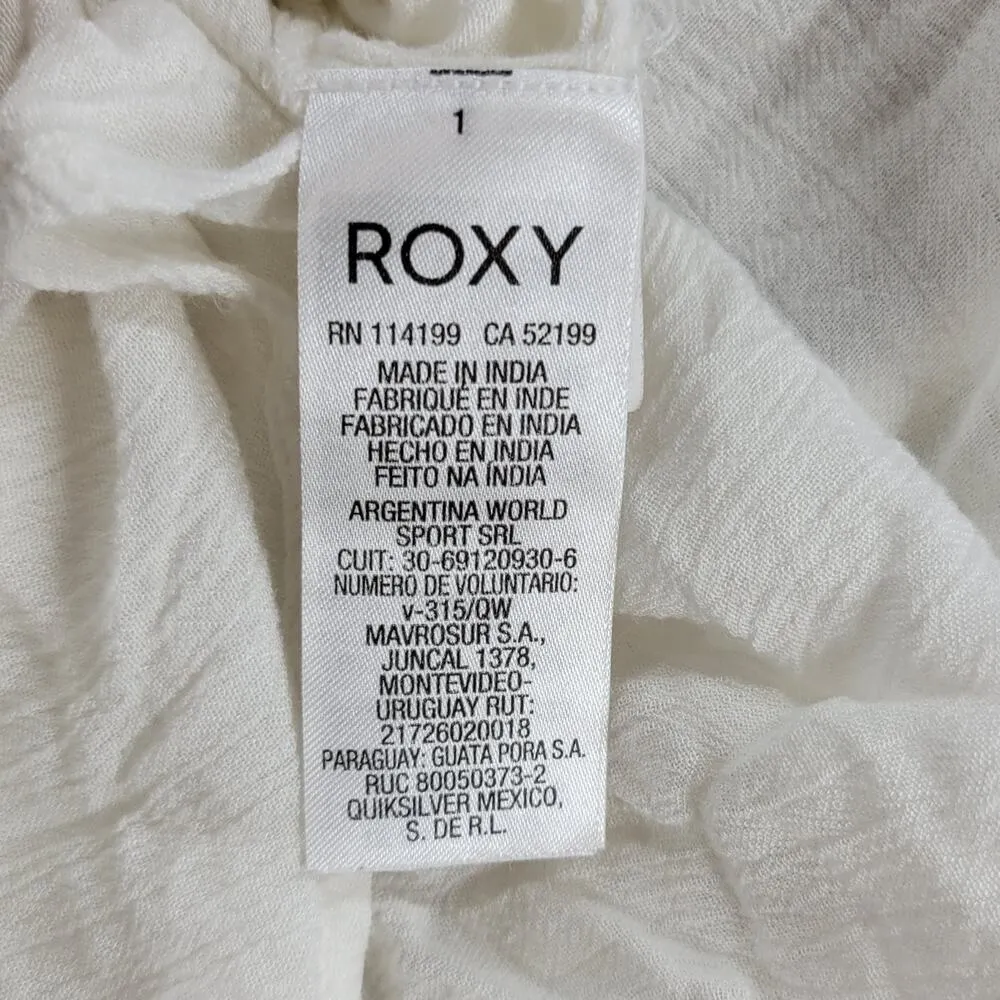 1
ROXY
RN 114199 CA 52199
MADE IN INDIA
FABRIQUÉ EN INDE
FABRICADO EN INDIA
HECHO EN INDIA
FEITO NA INDIA
ARGENTINA WORLD
SPORT SRL
CUIT: 30-69120930-6
NUMERO DE VOLUNTARIO:
v-315/QW
MAVROSUR S.A.,
JUNCAL 1378,
MONTEVIDEO-
URUGUAY RUT:
21726020018
PARAGUAY: GUATA PORA S.A.
RUC 80050373-2
QUIKSILVER MEXICO,
S. DE R.L.